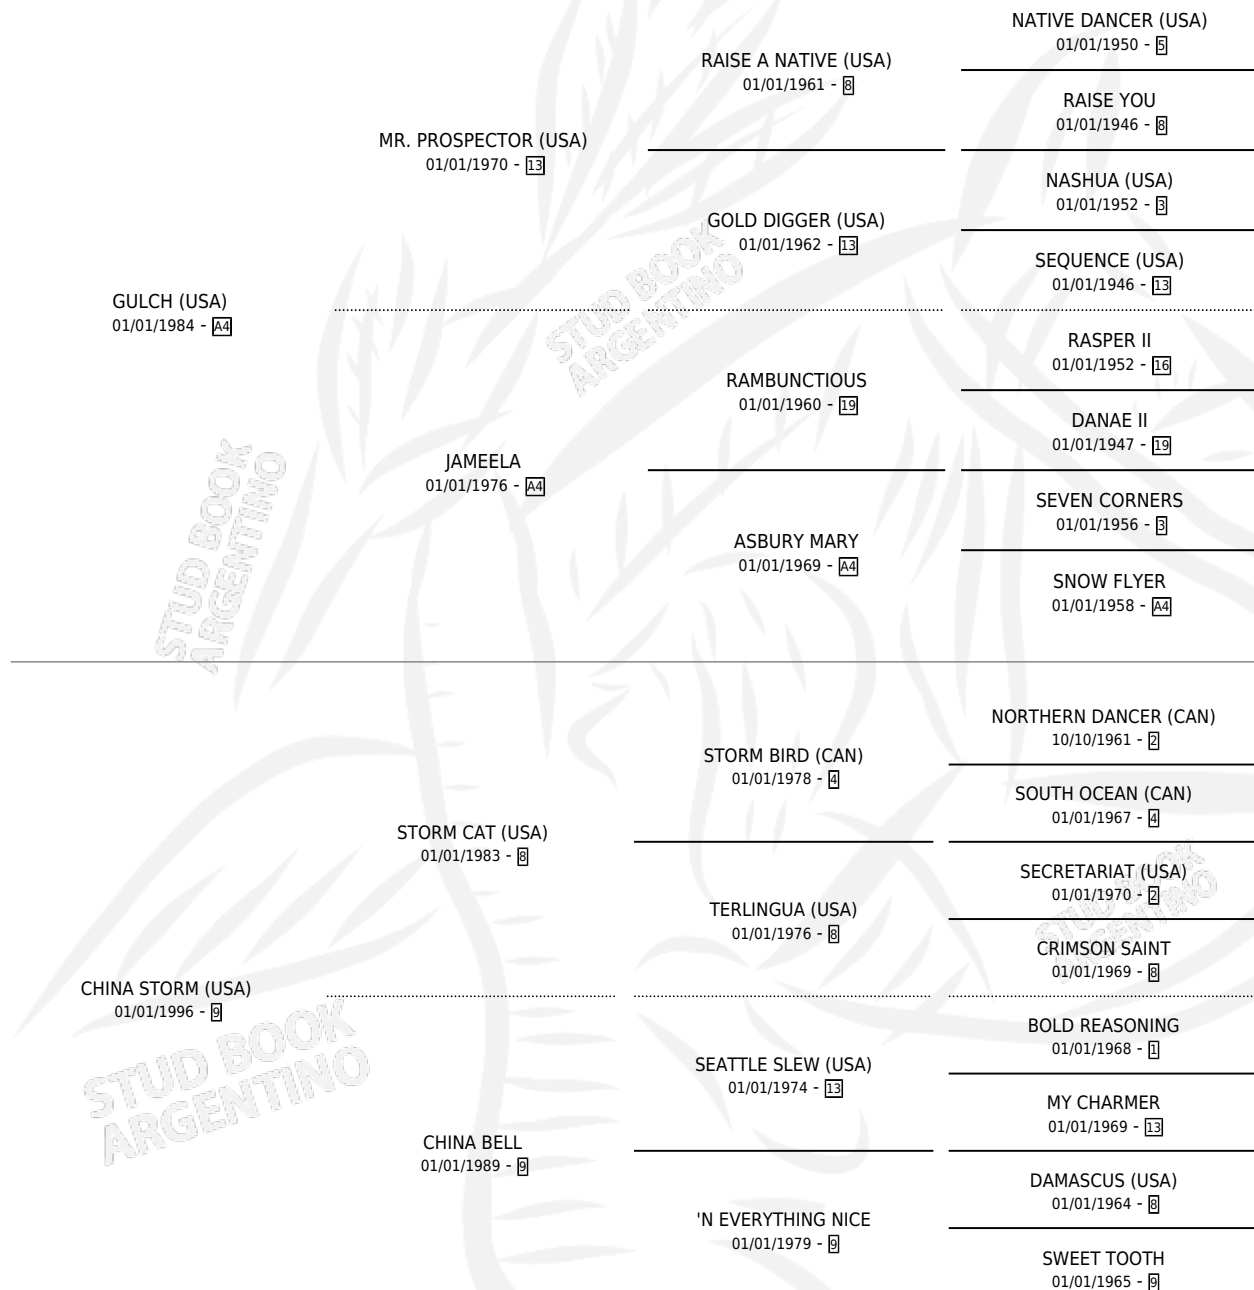 NATIVE DANCER (USA)
01/01/1950 - 5
RAISE A NATIVE (USA)
01/01/1961 - 8
RAISE YOU
01/01/1946 - 8
MR. PROSPECTOR (USA)
01/01/1970 - 13
NASHUA (USA)
01/01/1952 - 3
GOLD DIGGER (USA)
01/01/1962 - 13
SEQUENCE (USA)
01/01/1946 - 13
GULCH (USA)
01/01/1984 - A4
STUD BOOK
ARGENTINO
RASPER II
01/01/1952 - 16
RAMBUNCTIOUS
01/01/1960 - 19
DANAE II
01/01/1947 - 19
JAMEELA
01/01/1976 - A4
SEVEN CORNERS
01/01/1956 - 3
ASBURY MARY
01/01/1969 - A4
SNOW FLYER
01/01/1958 - A4
STUD BOOK
ARGENTINO
NORTHERN DANCER (CAN)
10/10/1961 - 2
STORM BIRD (CAN)
01/01/1978 - 4
SOUTH OCEAN (CAN)
01/01/1967 - 4
STORM CAT (USA)
01/01/1983 - 8
SECRETARIAT (USA)
01/01/1970 - 2
TERLINGUA (USA)
01/01/1976 - 8
CRIMSON SAINT
01/01/1969 - 8
STUD BOOK
ARGENTINO
CHINA STORM (USA)
01/01/1996 - 9
STUD BOOK
ARGENTINO
BOLD REASONING
01/01/1968 - 1
SEATTLE SLEW (USA)
01/01/1974 - 13
MY CHARMER
01/01/1969 - 13
CHINA BELL
01/01/1989 - 9
DAMASCUS (USA)
01/01/1964 - 8
'N EVERYTHING NICE
01/01/1979 - 9
SWEET TOOTH
01/01/1965 - 9